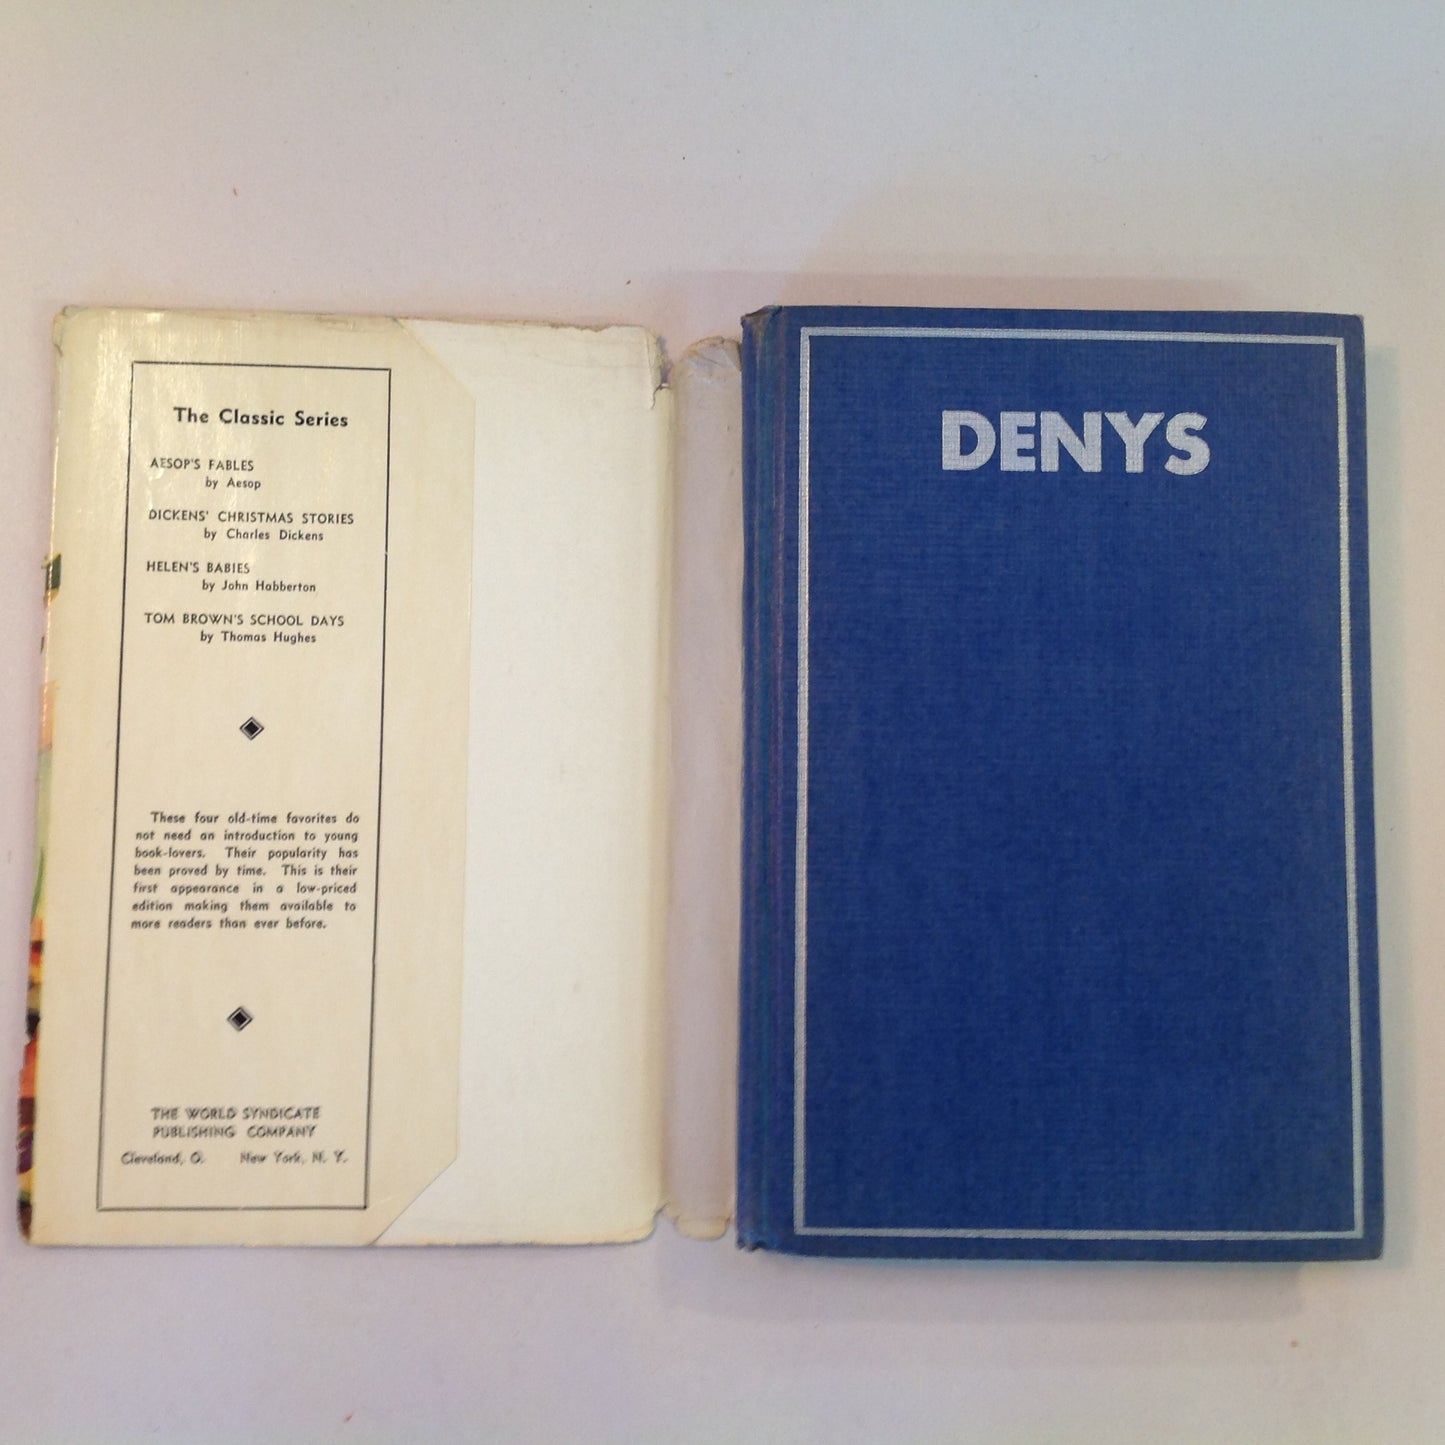 The Classic Series
AESOP'S FABLES
by Aesop
DICKENS' CHRISTMAS STORIES
by Charles Dickens
HELEN'S BABIES
by John Habberton
TOM BROWN'S SCHOOL DAYS
by Thomas Hughes
These four old-time favorites do
not need an introduction to young
book-lovers. Their popularity has
been proved by time. This is their
first appearance in a low-priced
edition making them available to
more readers than ever before.
THE WORLD SYNDICATE
PUBLISHING COMPANY
Cleveland, O. New York, N. Y.
DENYS